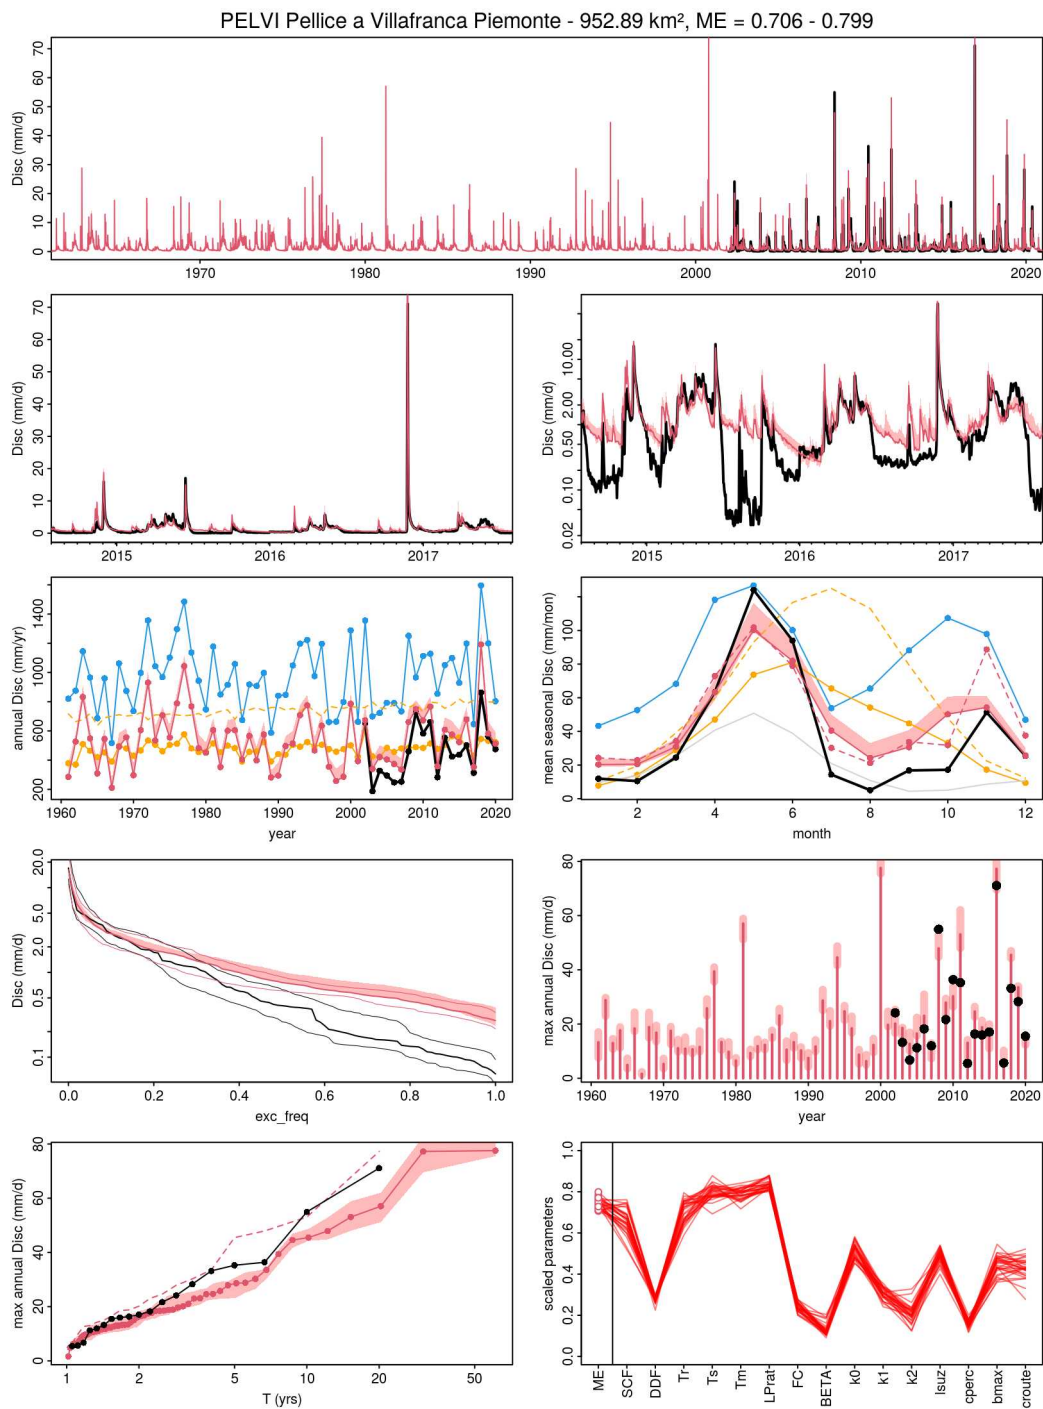 PELVI Pellice a Villafranca Piemonte - 952.89 km², ME = 0.706 - 0.799
Disc (mm/d)
0 10 20 30 40 50 60 70
1970 1980 1990 2000 2010 2020
Disc (mm/d)
0 10 20 30 40 50 60 70
2015 2016 2017
Disc (mm/d)
0.02 0.10 0.50 2.00 10.00
2015 2016 2017
annual Disc (mm/yr)
200 600 1000 1400
1960 1970 1980 1990 2000 2010 2020
year
mean seasonal Disc (mm/mon)
0 20 40 60 80 100
2 4 6 8 10 12
month
Disc (mm/d)
0.1 0.5 2.0 5.0 20.0
0.0 0.2 0.4 0.6 0.8 1.0
exc_freq
max annual Disc (mm/d)
0 20 40 60 80
1960 1970 1980 1990 2000 2010 2020
year
max annual Disc (mm/d)
0 20 40 60 80
1 2 5 10 20 50
T (yrs)
scaled parameters
0.0 0.2 0.4 0.6 0.8 1.0
ME SCF DDF Tr Ts Tm LPrat FC BETA k0 k1 k2 lsuz cperc bmax croute